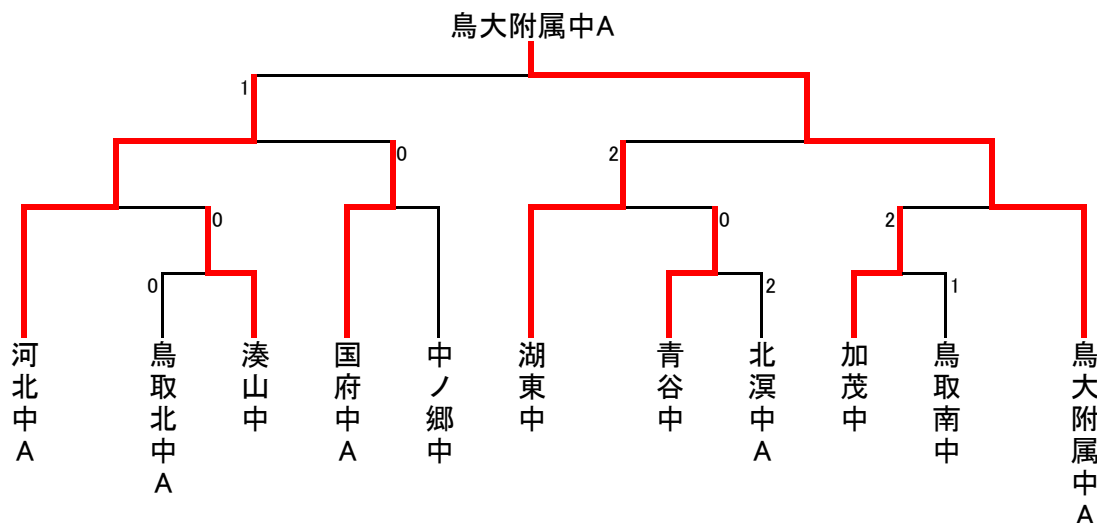 鳥大附属中A
1
0
2
0
0
2
0
2
1
河北中A
鳥取北中A
湊山中
国府中A
中ノ郷中
湖東中
青谷中
北溟中A
加茂中
鳥取南中
鳥大附属中A